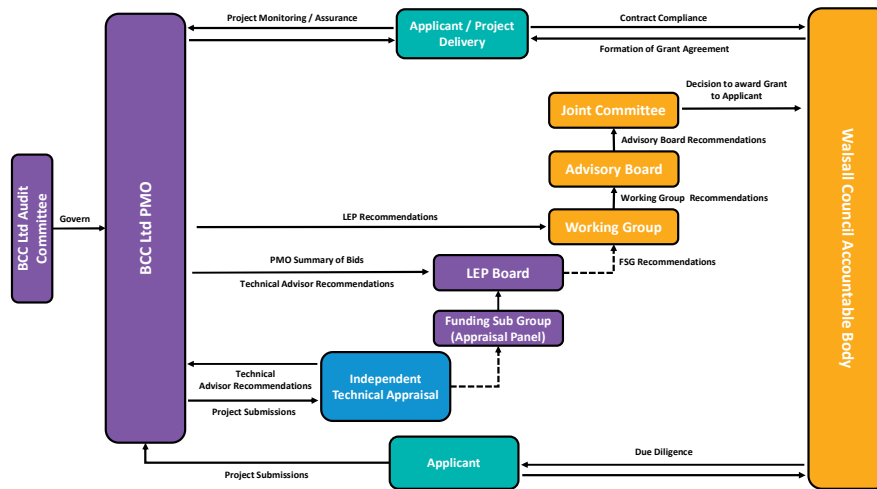 Project Monitoring / Assurance
Applicant / Project
Delivery
Contract Compliance
Formation of Grant Agreement
Decision to award Grant
to Applicant
Joint Committee
Advisory Board Recommendations
Advisory Board
Working Group  Recommendations
BCC Ltd Audit
Committee
Govern
BCC Ltd PMO
LEP Recommendations
Working Group
Walsall Council Accountable Body
PMO Summary of Bids
Technical Advisor Recommendations
LEP Board
FSG Recommendations
Funding Sub Group
(Appraisal Panel)
Technical
Advisor Recommendations
Independent
Technical Appraisal
Project Submissions
Applicant
Due Diligence
Project Submissions